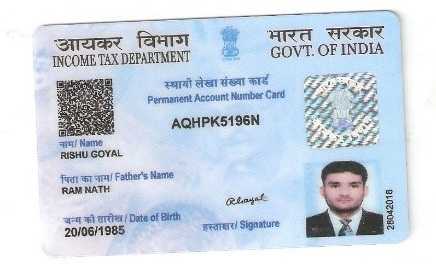 आयकर विभाग
INCOME TAX DEPARTMENT
भारत सरकार
GOVT. OF INDIA
स्थायी लेखा संख्या कार्ड
Permanent Account Number Card
AQHPK5196N
नाम/ Name
RISHU GOYAL
पिता का नाम/ Father's Name
RAM NATH
जन्म की तारीख/ Date of Birth
20/06/1985
हस्ताक्षर/ Signature
28042018